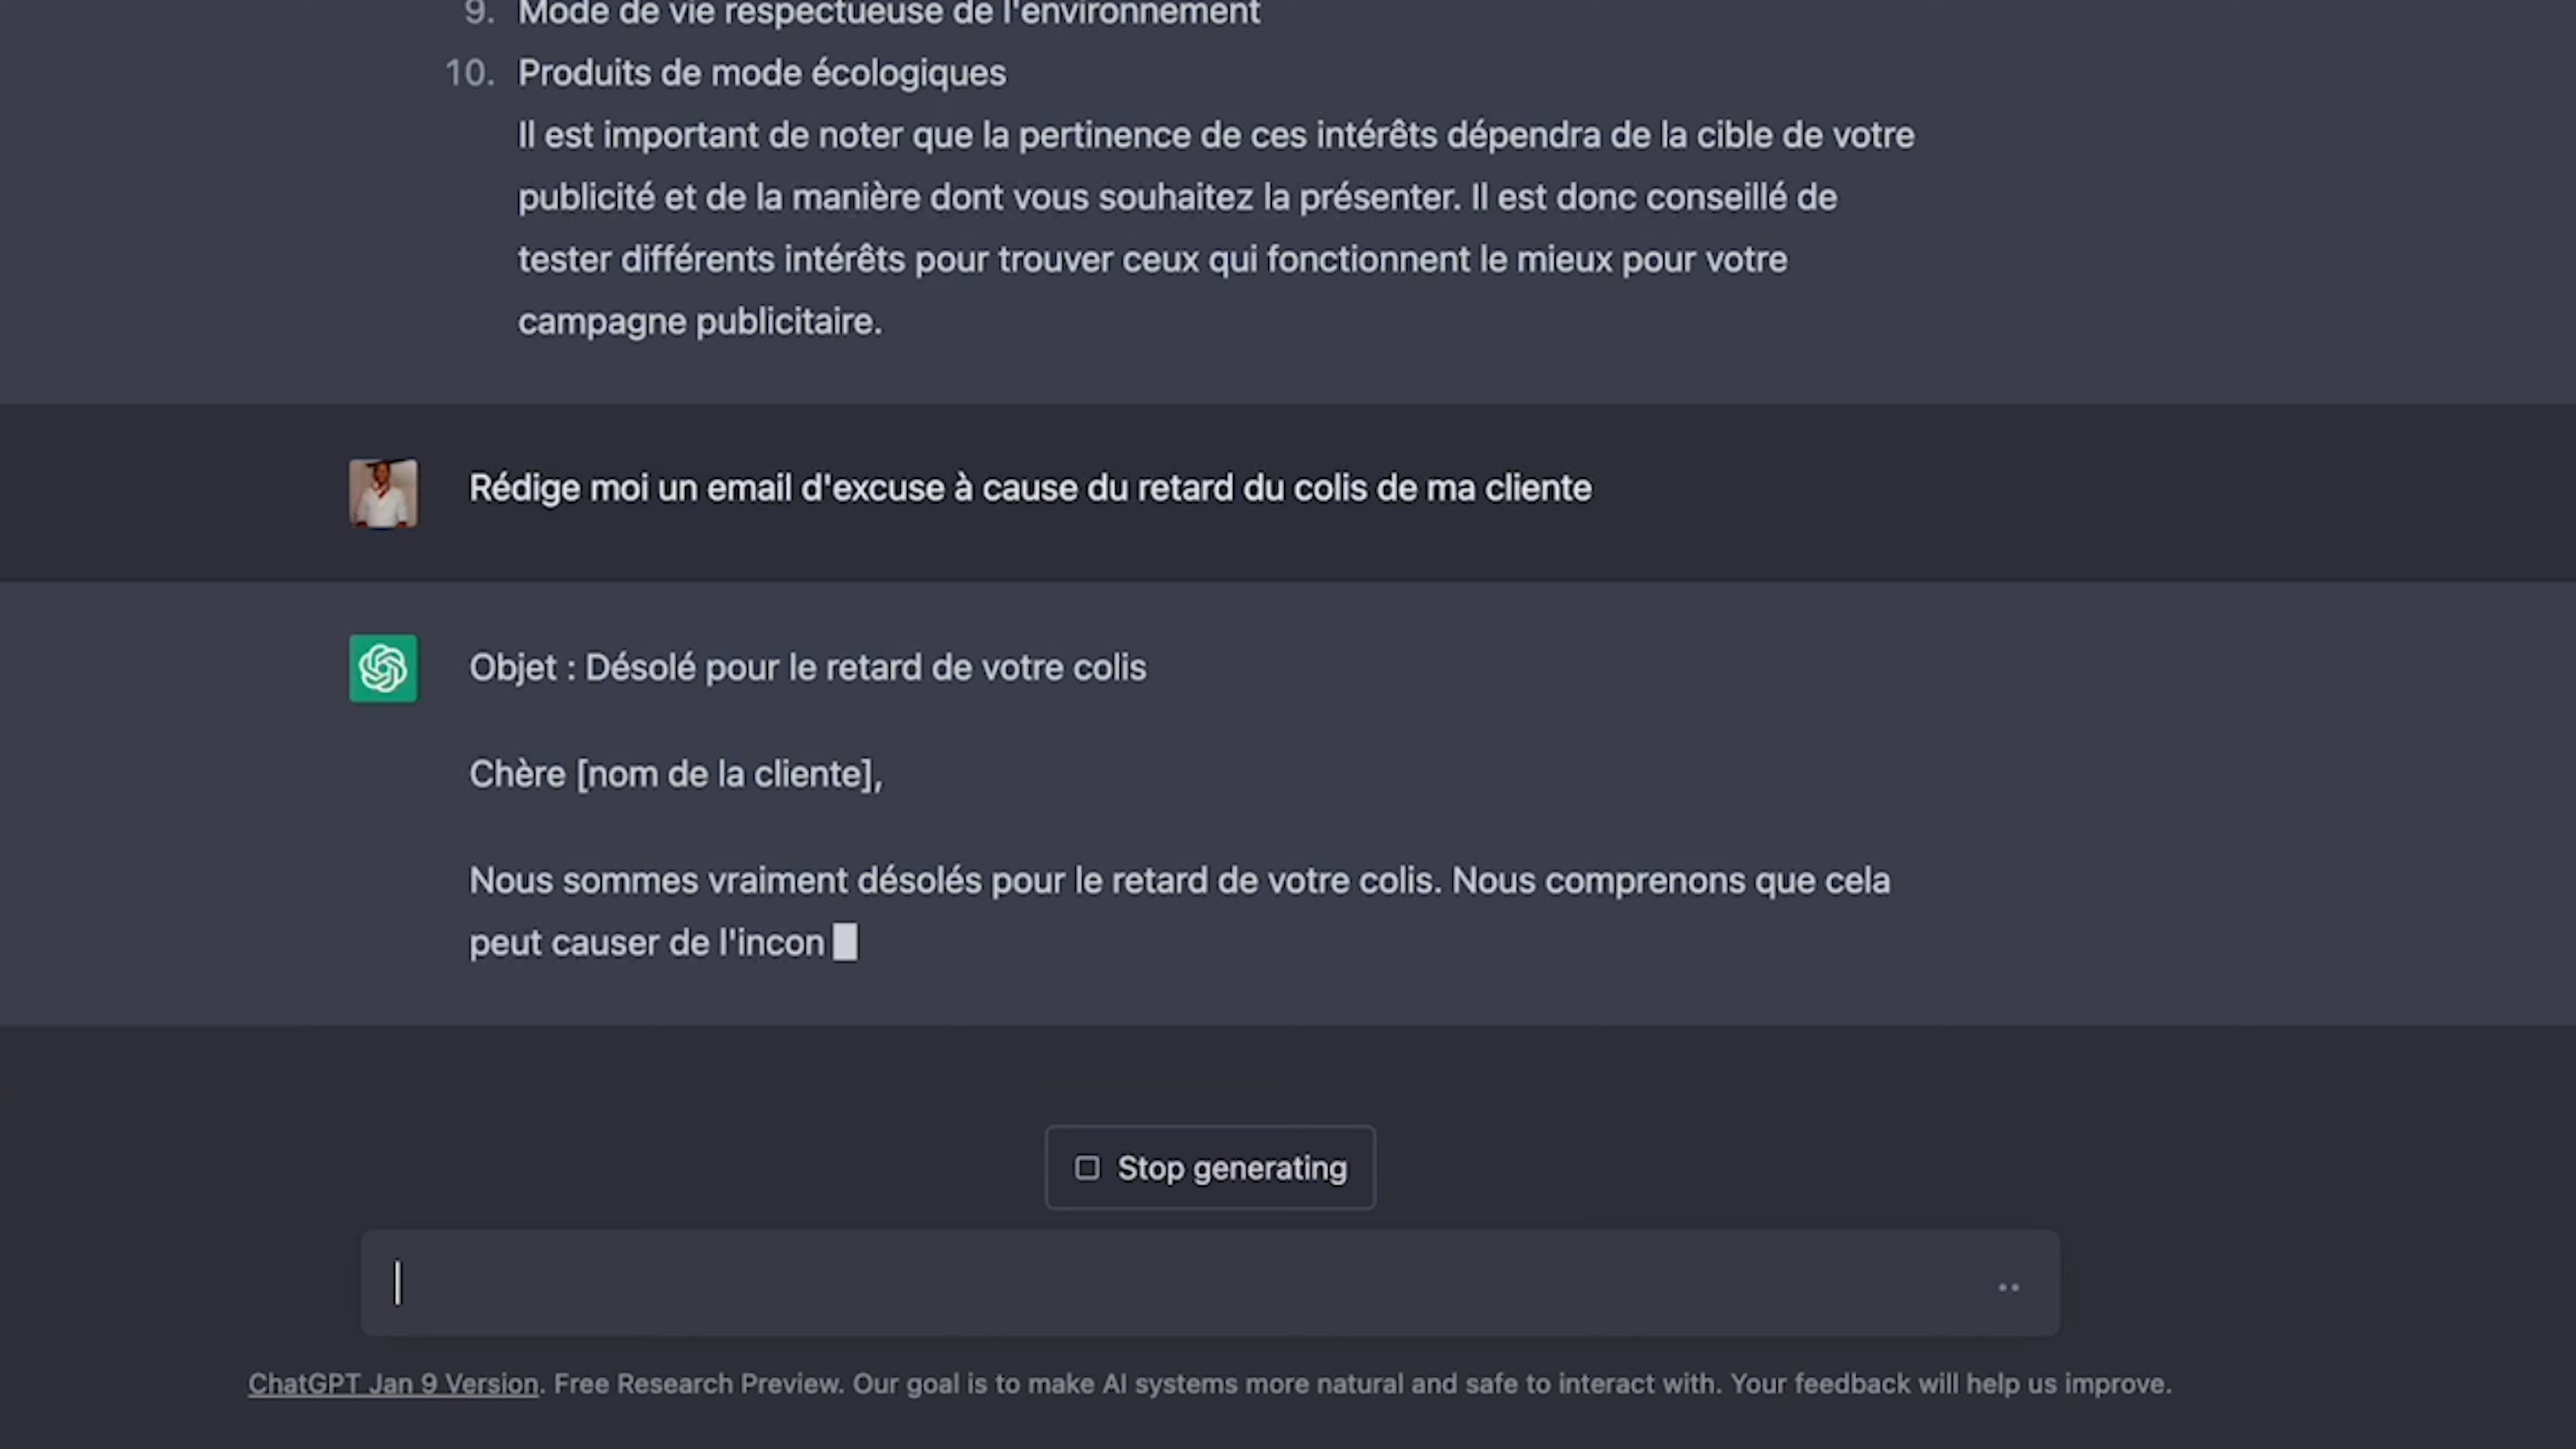 9. Mode de vie respectueuse de l'environnement
10. Produits de mode écologiques
Il est important de noter que la pertinence de ces intérêts dépendra de la cible de votre
publicité et de la manière dont vous souhaitez la présenter. Il est donc conseillé de
tester différents intérêts pour trouver ceux qui fonctionnent le mieux pour votre
campagne publicitaire.
Rédige moi un email d'excuse à cause du retard du colis de ma cliente
Objet : Désolé pour le retard de votre colis
Chère [nom de la cliente],
Nous sommes vraiment désolés pour le retard de votre colis. Nous comprenons que cela
peut causer de l'incon
Stop generating
ChatGPT Jan 9 Version. Free Research Preview. Our goal is to make AI systems more natural and safe to interact with. Your feedback will help us improve.